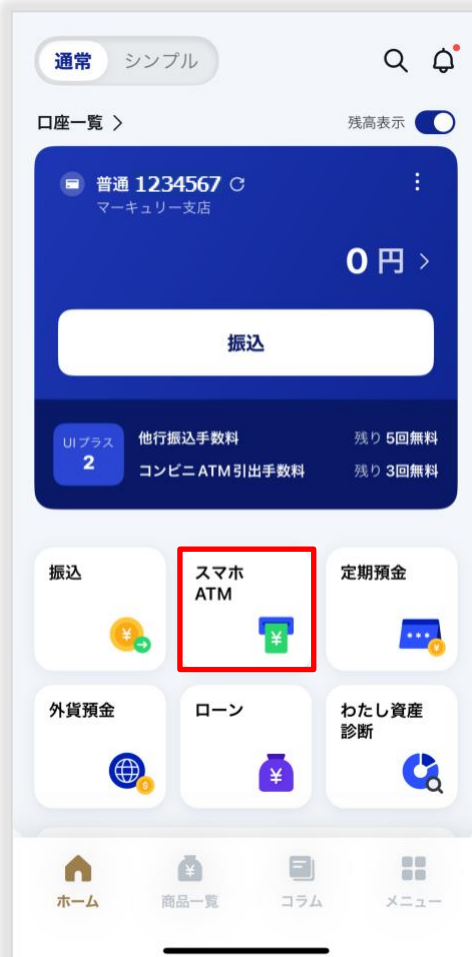 通常 シンプル
口座一覧 残高表示
普通 1234567
マーキュリー支店
0 円
振込
UIプラス
2
他行振込手数料 残り 5回無料
コンビニATM引出手数料 残り 3回無料
振込
スマホ
ATM
定期預金
外貨預金
ローン
わたし資産
診断
ホーム 商品一覧 コラム メニュー